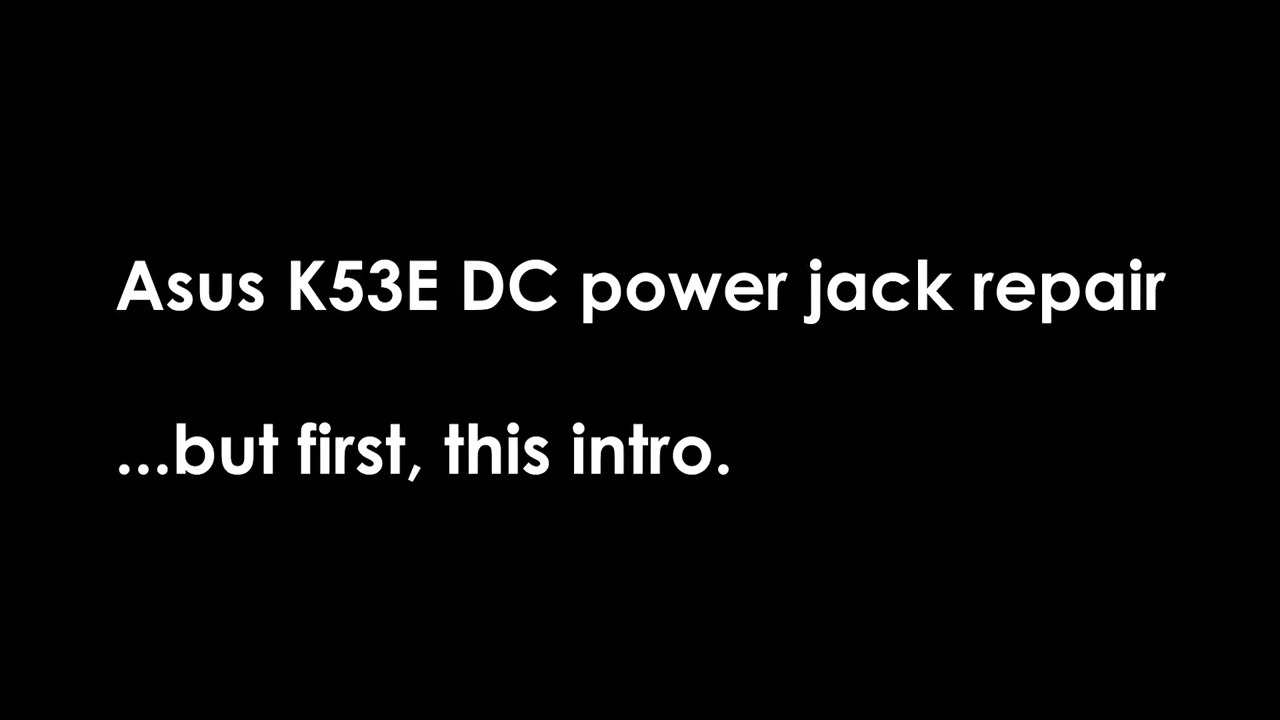 Asus K53E DC power jack repair
...but first, this intro.